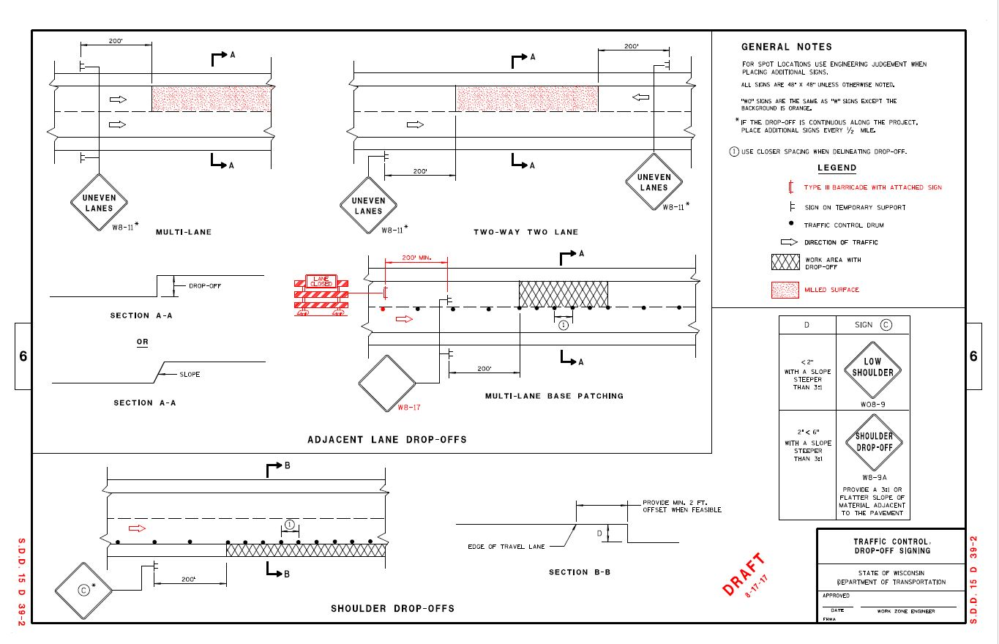 200'
A
A
UNEVEN
LANES
W8-11*
MULTI-LANE
200'
A
A
200'
UNEVEN
LANES
W8-11*
UNEVEN
LANES
W8-11*
TWO-WAY TWO LANE
DROP-OFF
SECTION A-A
OR
SLOPE
SECTION A-A
200' MIN.
LANE
CLOSED
A
1
A
200'
W8-17
MULTI-LANE BASE PATCHING
ADJACENT LANE DROP-OFFS
GENERAL NOTES
FOR SPOT LOCATIONS USE ENGINEERING JUDGEMENT WHEN
PLACING ADDITIONAL SIGNS.
ALL SIGNS ARE 48" X 48" UNLESS OTHERWISE NOTED.
"WO" SIGNS ARE THE SAME AS "W" SIGNS EXCEPT THE
BACKGROUND IS ORANGE.
* IF THE DROP-OFF IS CONTINUOUS ALONG THE PROJECT,
PLACE ADDITIONAL SIGNS EVERY ½ MILE.
1 USE CLOSER SPACING WHEN DELINEATING DROP-OFF.
LEGEND
TYPE III BARRICADE WITH ATTACHED SIGN
SIGN ON TEMPORARY SUPPORT
TRAFFIC CONTROL DRUM
DIRECTION OF TRAFFIC
WORK AREA WITH
DROP-OFF
MILLED SURFACE
D SIGN C
< 2"
WITH A SLOPE
STEEPER
THAN 3:1
LOW
SHOULDER
WO8-9
2" < 6"
WITH A SLOPE
STEEPER
THAN 3:1
SHOULDER
DROP-OFF
W8-9A
PROVIDE A 3:1 OR
FLATTER SLOPE OF
MATERIAL ADJACENT
TO THE PAVEMENT
6
6
B
1
B
200'
C *
SHOULDER DROP-OFFS
PROVIDE MIN. 2 FT.
OFFSET WHEN FEASIBLE
D
EDGE OF TRAVEL LANE
SECTION B-B
DRAFT
8-17-17
TRAFFIC CONTROL,
DROP-OFF SIGNING
STATE OF WISCONSIN
DEPARTMENT OF TRANSPORTATION
APPROVED
DATE WORK ZONE ENGINEER
FHWA
S.D.D. 15 D 39-2
S.D.D. 15 D 39-2